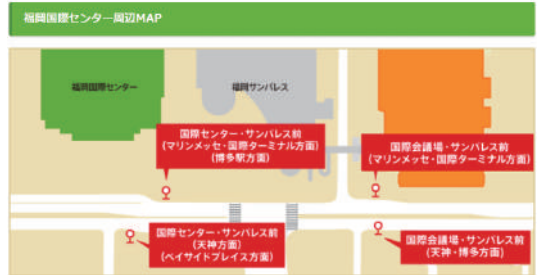 福岡国際センター周辺MAP
福岡国際センター
福岡サンパレス
国際センター・サンパレス前
(マリンメッセ・国際ターミナル方面)
(博多駅方面)
国際会議場・サンパレス前
(マリンメッセ・国際ターミナル方面)
国際センター・サンパレス前
(天神方面)
(ベイサイドプレイス方面)
国際会議場・サンパレス前
(天神・博多方面)